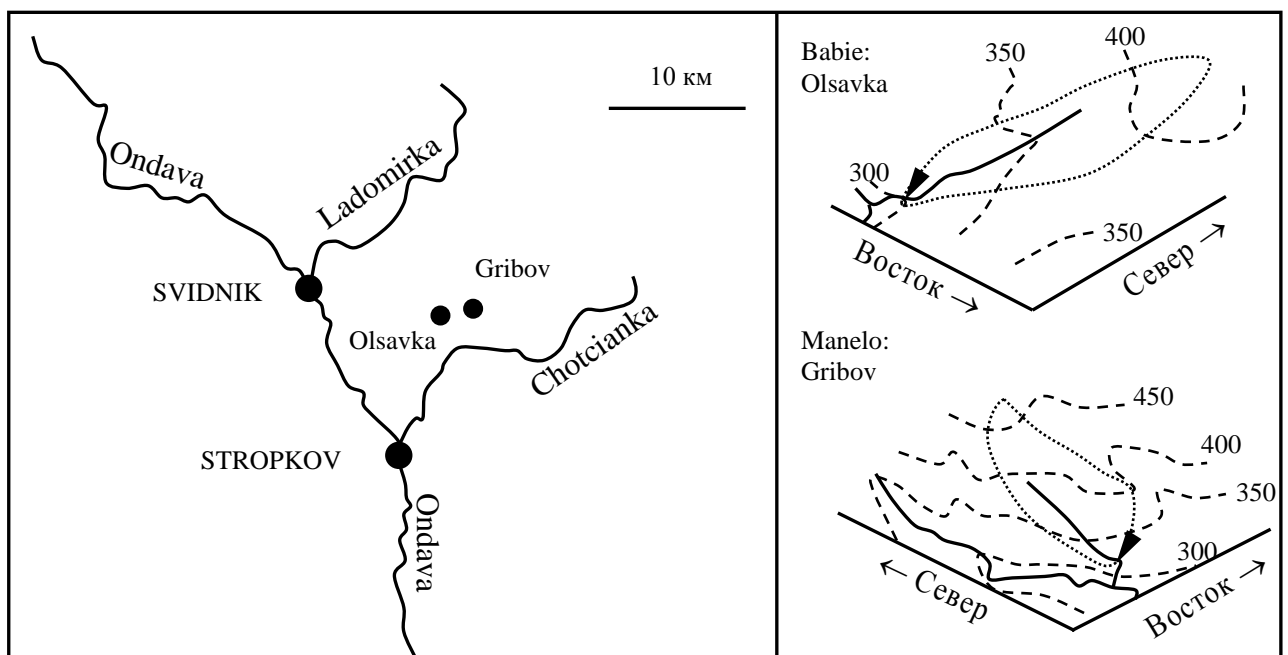 10 км
Ondava
Ladomirka
Gribov
SVIDNIK
Olsavka
Chotcianka
STROPKOV
Ondava
Babie:
Olsavka
350
400
300
350
Восток →
Север →
Manelo:
Gribov
450
400
350
300
← Север
Восток →